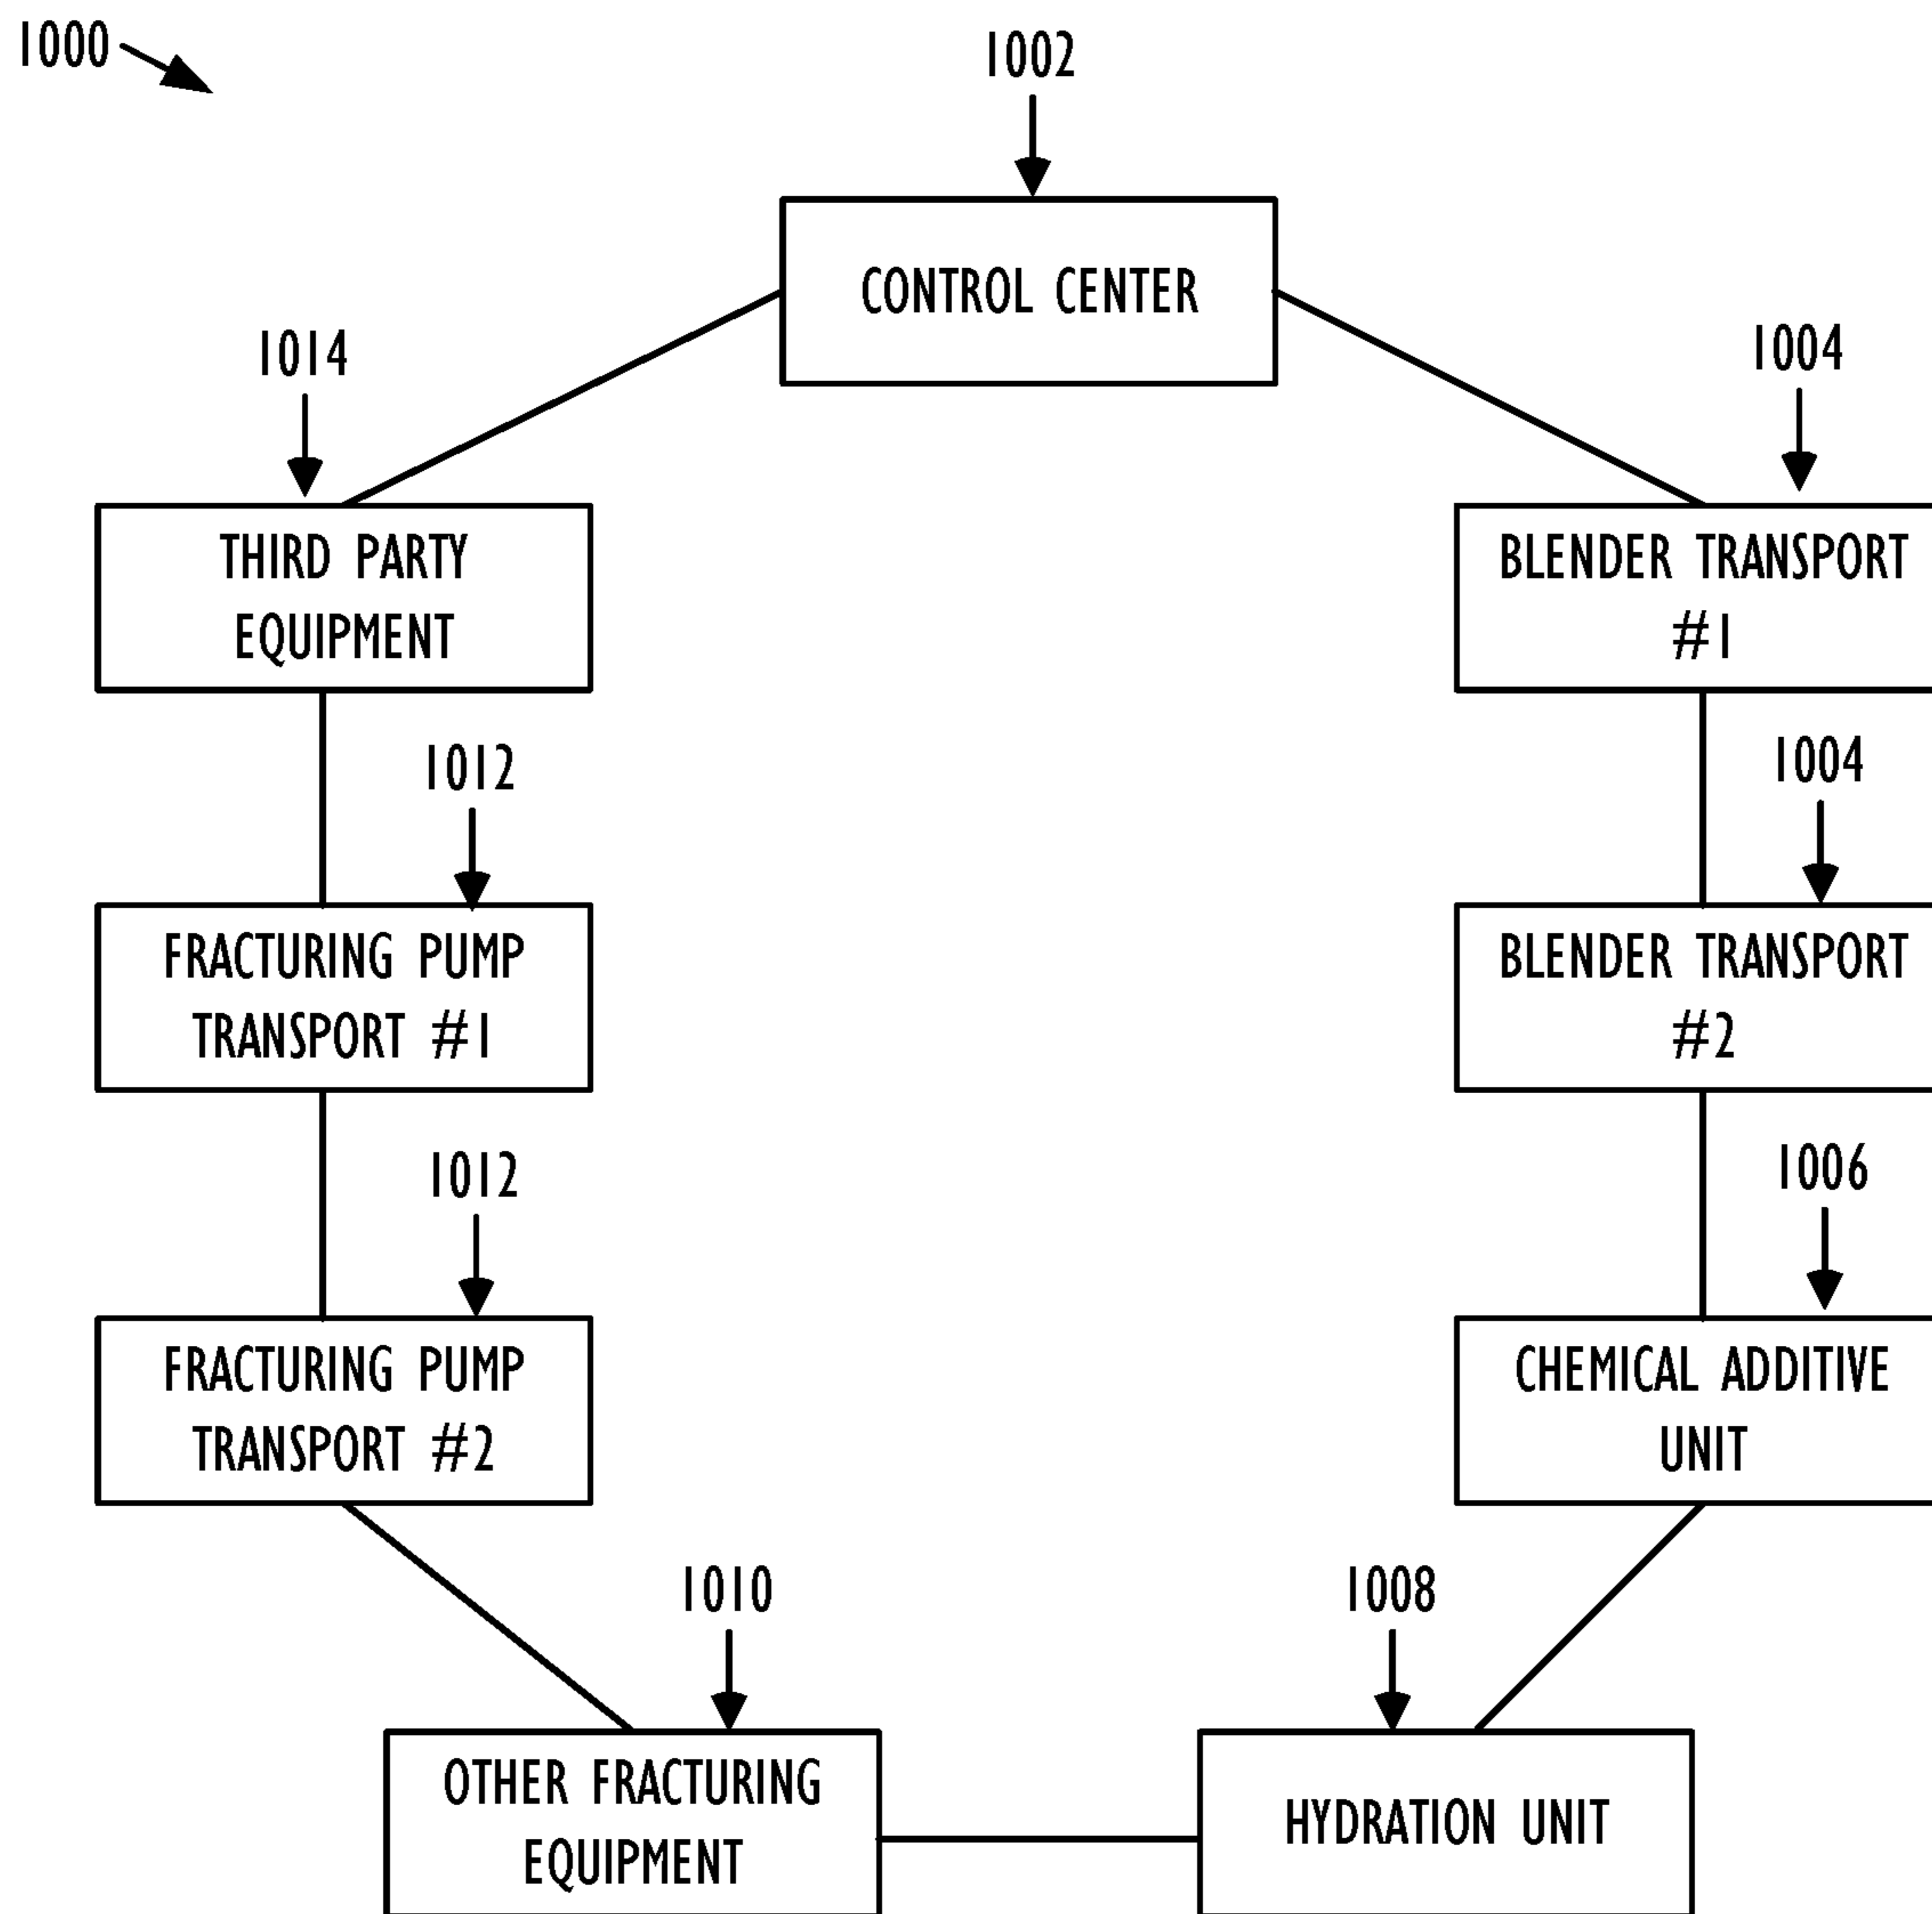 1000
1002
CONTROL CENTER
1014
1004
THIRD PARTY
EQUIPMENT
BLENDER TRANSPORT
#1
1012
1004
FRACTURING PUMP
TRANSPORT #1
BLENDER TRANSPORT
#2
1012
1006
FRACTURING PUMP
TRANSPORT #2
CHEMICAL ADDITIVE
UNIT
1010
1008
OTHER FRACTURING
EQUIPMENT
HYDRATION UNIT